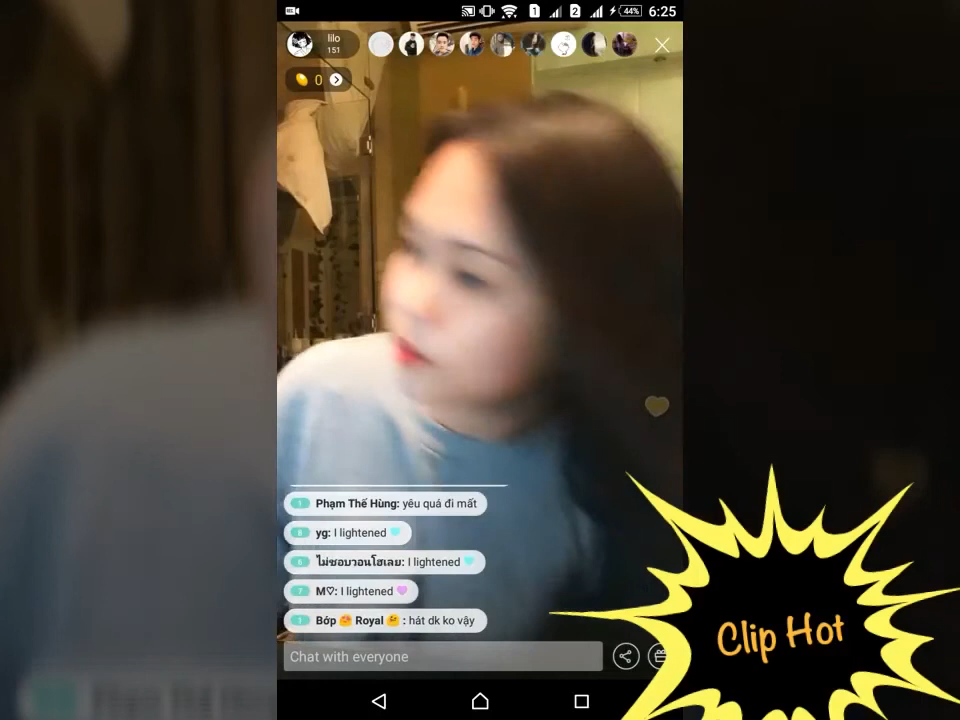 44% 6:25
lilo
151
0
Phạm Thế Hùng: yêu quá đi mất
yg: I lightened
ไม่ชอบวอนโฮเลย: I lightened
M♡: I lightened
Bớp 😍 Royal 🤔 : hát dk ko vậy
Chat with everyone
Clip Hot